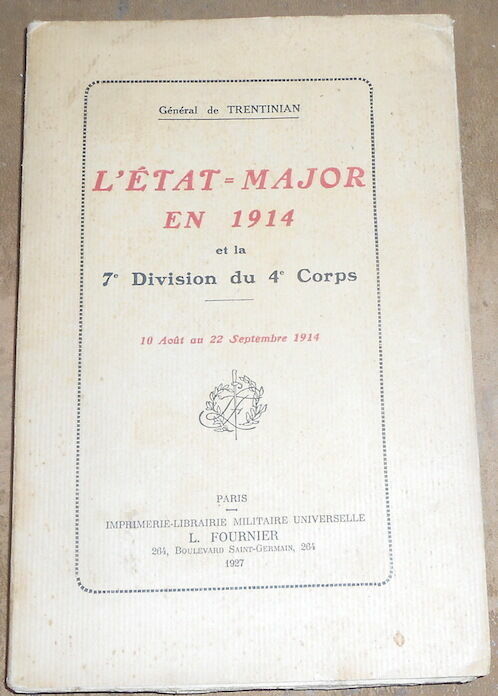 Général de TRENTINIAN
L'ÉTAT=MAJOR
EN 1914
et la
7e Division du 4e Corps
10 Août au 22 Septembre 1914
PARIS
IMPRIMERIE-LIBRAIRIE MILITAIRE UNIVERSELLE
L. FOURNIER
264, BOULEVARD SAINT-GERMAIN, 264
1927